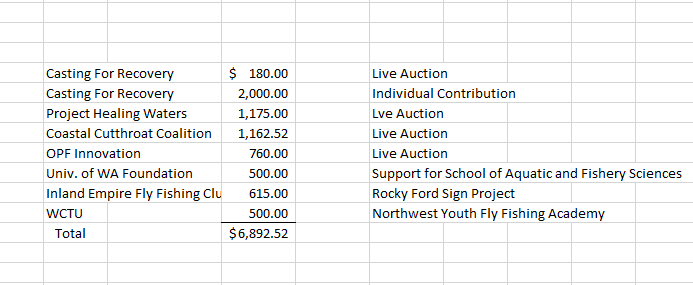 Casting For Recovery $ 180.00 Live Auction
Casting For Recovery 2,000.00 Individual Contribution
Project Healing Waters 1,175.00 Lve Auction
Coastal Cutthroat Coalition 1,162.52 Live Auction
OPF Innovation 760.00 Live Auction
Univ. of WA Foundation 500.00 Support for School of Aquatic and Fishery Sciences
Inland Empire Fly Fishing Clu 615.00 Rocky Ford Sign Project
WCTU 500.00 Northwest Youth Fly Fishing Academy
Total $6,892.52